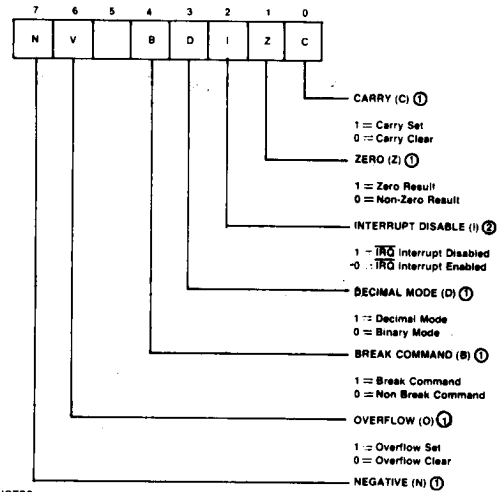 7 6 5 4 3 2 1 0
N V B D I Z C
CARRY (C) ①
1 = Carry Set
0 = Carry Clear
ZERO (Z) ①
1 = Zero Result
0 = Non-Zero Result
INTERRUPT DISABLE (I) ②
1 = IRQ Interrupt Disabled
0 = IRQ Interrupt Enabled
DECIMAL MODE (D) ①
1 = Decimal Mode
0 = Binary Mode
BREAK COMMAND (B) ①
1 = Break Command
0 = Non Break Command
OVERFLOW (O) ①
1 = Overflow Set
0 = Overflow Clear
NEGATIVE (N) ①